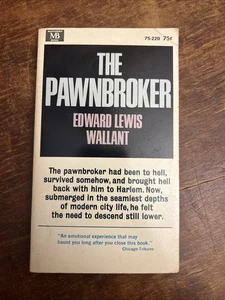 MB
75-220 75¢
THE
PAWNBROKER
EDWARD LEWIS
WALLANT
The pawnbroker had been to hell,
survived somehow, and brought hell
back with him to Harlem. Now,
submerged in the seamiest depths
of modern city life, he felt
the need to descend still lower.
"An emotional experience that may
haunt you long after you close this book."
Chicago Tribune